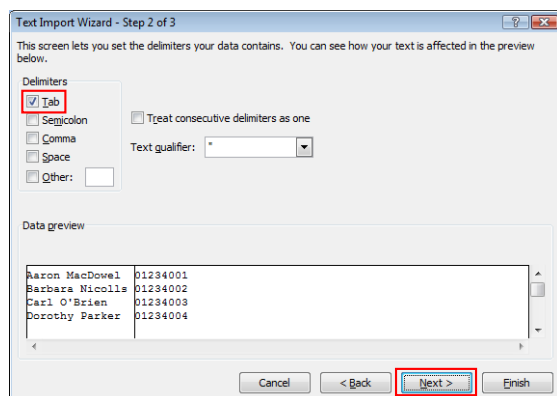 Text Import Wizard - Step 2 of 3
This screen lets you set the delimiters your data contains. You can see how your text is affected in the preview
below.
Delimiters
Tab
Semicolon
Comma
Space
Other:
Treat consecutive delimiters as one
Text qualifier: "
Data preview
Aaron MacDowel 01234001
Barbara Nicolls 01234002
Carl O'Brien 01234003
Dorothy Parker 01234004
Cancel < Back Next > Finish